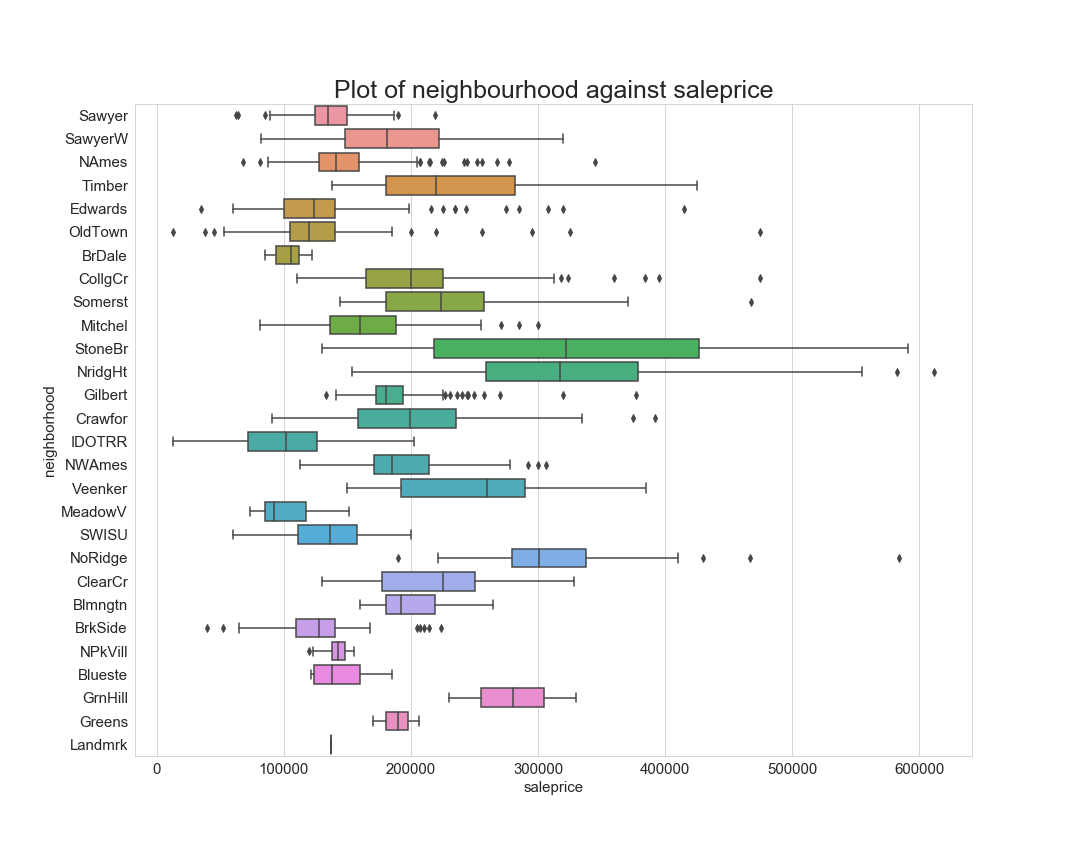 Plot of neighbourhood against saleprice
Sawyer
SawyerW
NAmes
Timber
Edwards
OldTown
BrDale
CollgCr
Somerst
Mitchel
StoneBr
NridgHt
Gilbert
Crawfor
IDOTRR
NWAmes
Veenker
MeadowV
SWISU
NoRidge
ClearCr
Blmngtn
BrkSide
NPkVill
Blueste
GrnHill
Greens
Landmrk
neighborhood
0 100000 200000 300000 400000 500000 600000
saleprice